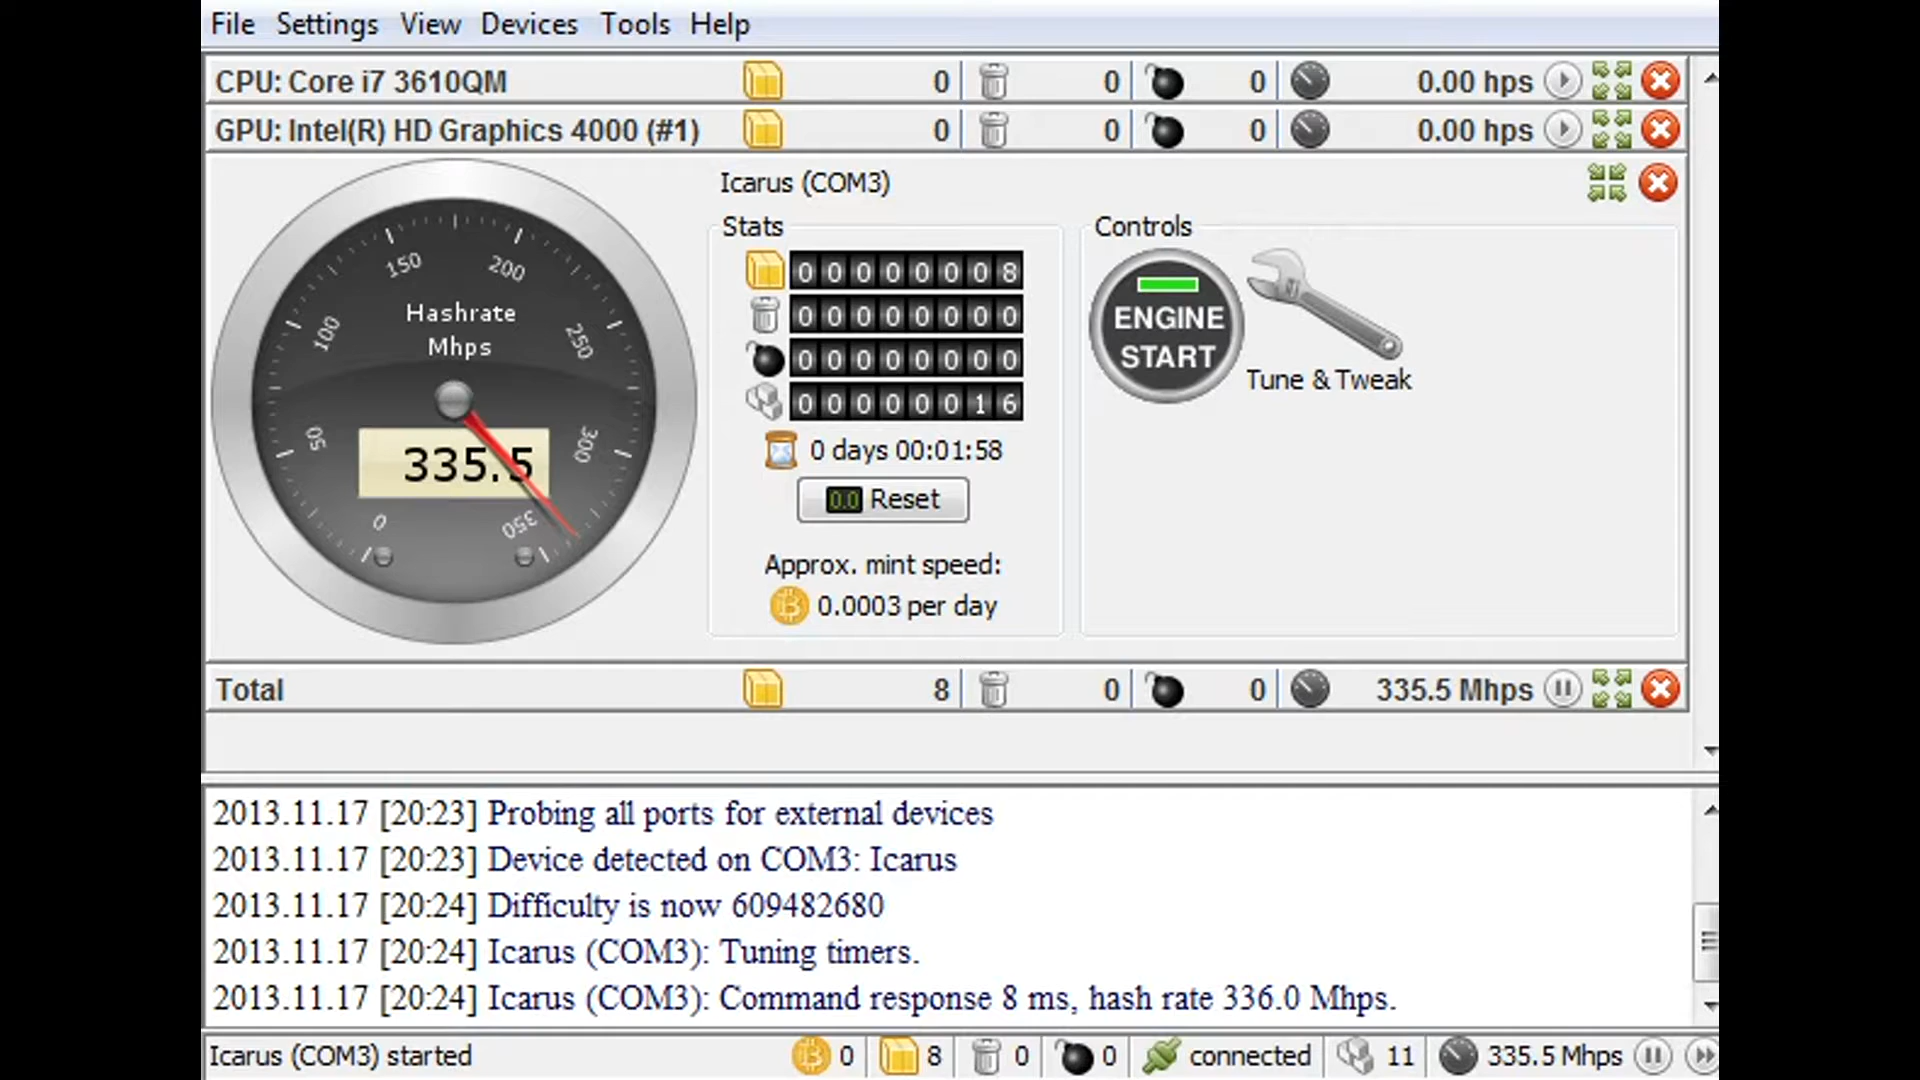 File Settings View Devices Tools Help
CPU: Core i7 3610QM 0 0 0 0.00 hps
GPU: Intel(R) HD Graphics 4000 (#1) 0 0 0 0.00 hps
Icarus (COM3)
Stats
Controls
0 50 100 150 200 250 300 350
Hashrate
Mhps
335.5
00000008
00000000
00000000
00000016
0 days 00:01:58
0.0 Reset
Approx. mint speed:
0.0003 per day
ENGINE
START
Tune & Tweak
Total 8 0 0 335.5 Mhps
2013.11.17 [20:23] Probing all ports for external devices
2013.11.17 [20:23] Device detected on COM3: Icarus
2013.11.17 [20:24] Difficulty is now 609482680
2013.11.17 [20:24] Icarus (COM3): Tuning timers.
2013.11.17 [20:24] Icarus (COM3): Command response 8 ms, hash rate 336.0 Mhps.
Icarus (COM3) started 0 8 0 0 connected 11 335.5 Mhps